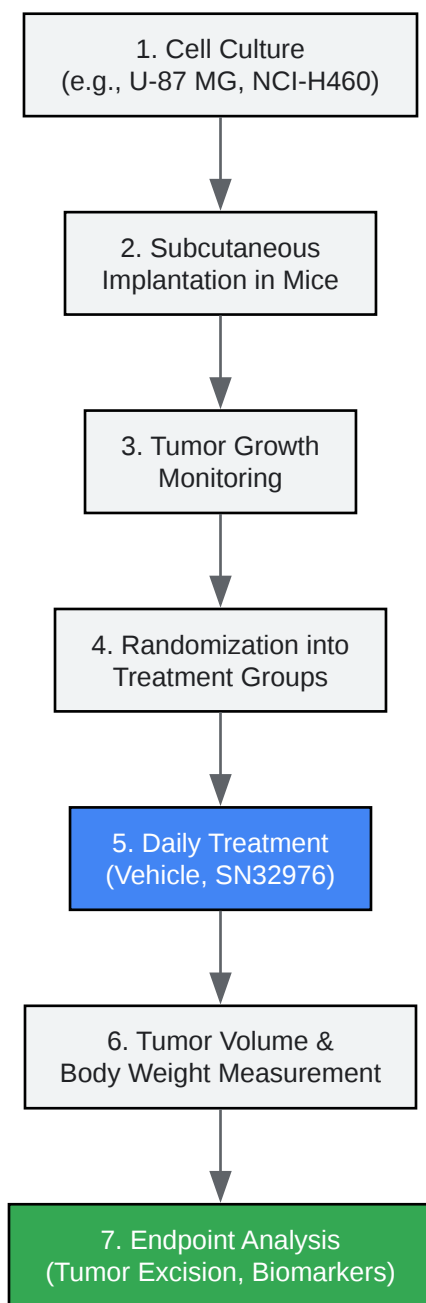 1. Cell Culture
(e.g., U-87 MG, NCI-H460)
2. Subcutaneous
Implantation in Mice
3. Tumor Growth
Monitoring
4. Randomization into
Treatment Groups
5. Daily Treatment
(Vehicle, SN32976)
6. Tumor Volume &
Body Weight Measurement
7. Endpoint Analysis
(Tumor Excision, Biomarkers)